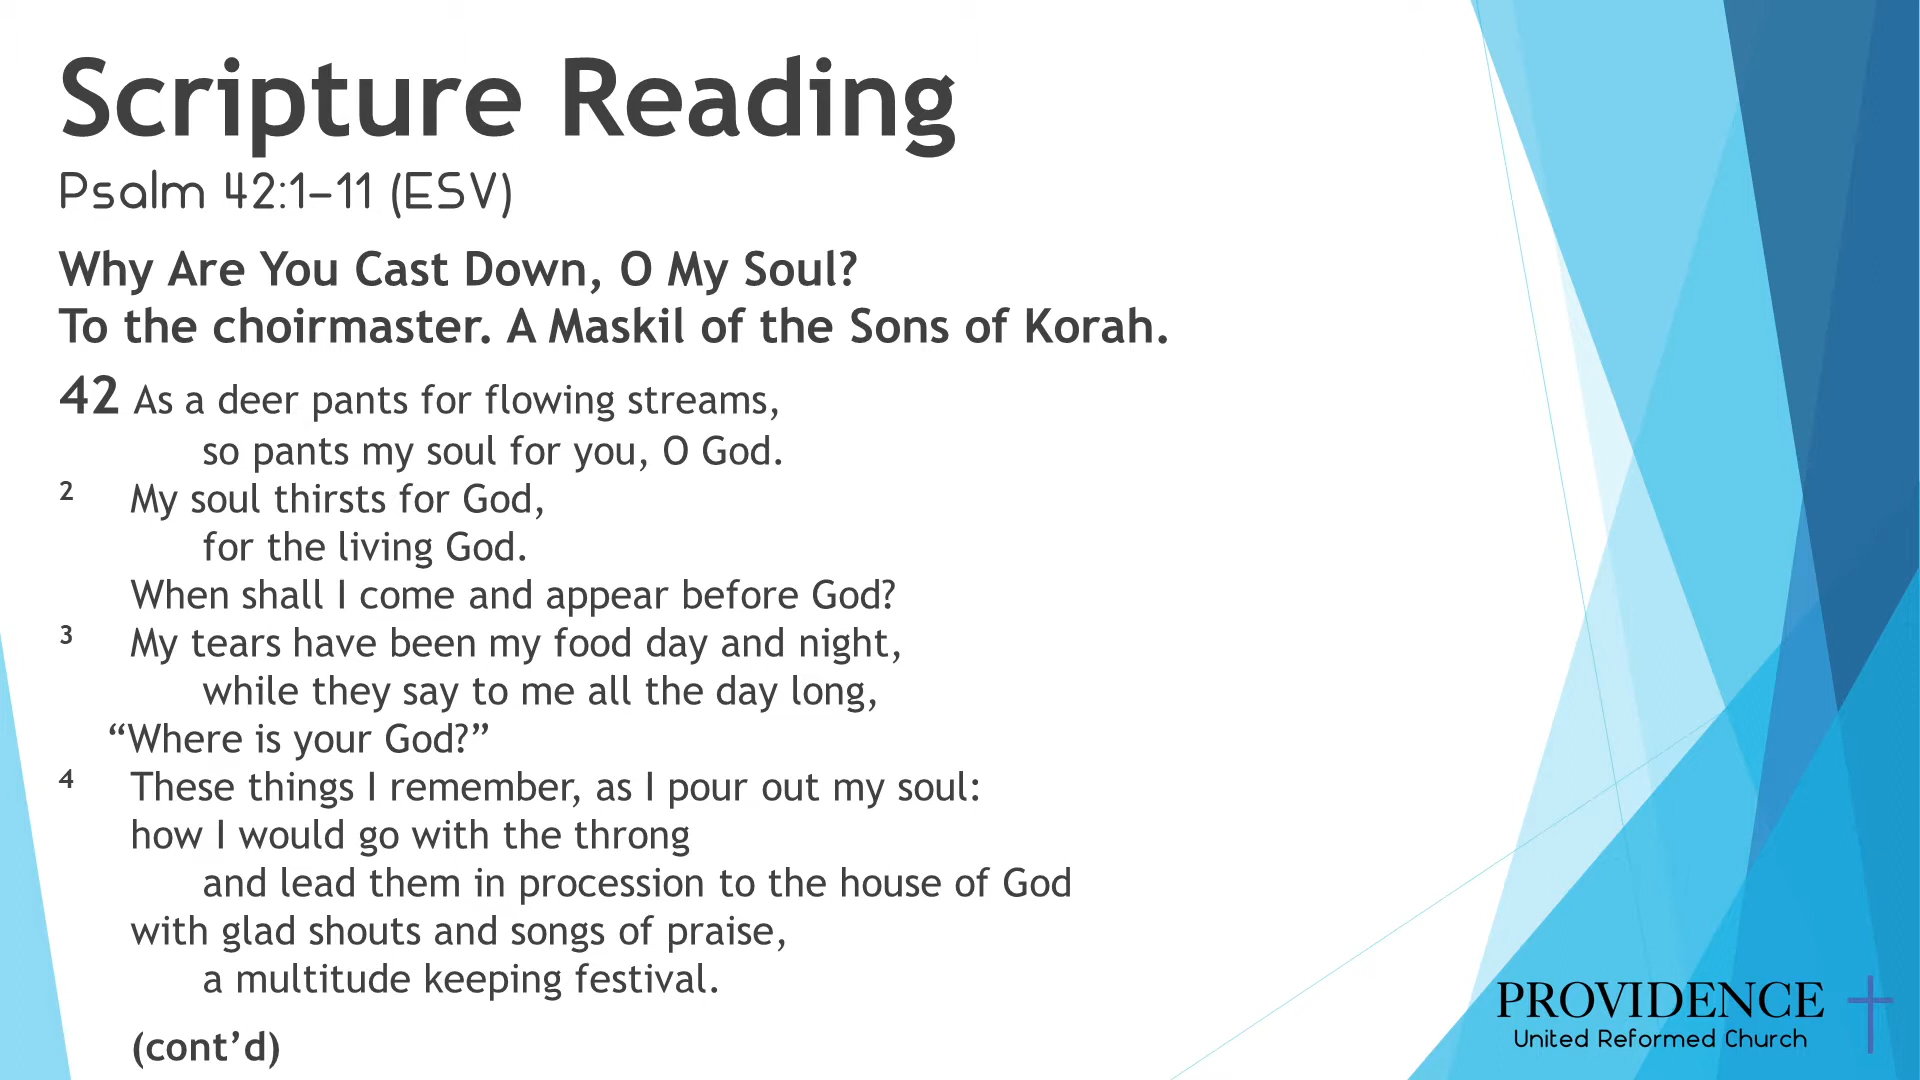 Scripture Reading
Psalm 42:1–11 (ESV)
Why Are You Cast Down, O My Soul?
To the choirmaster. A Maskil of the Sons of Korah.
42 As a deer pants for flowing streams,
so pants my soul for you, O God.
2 My soul thirsts for God,
for the living God.
When shall I come and appear before God?
3 My tears have been my food day and night,
while they say to me all the day long,
“Where is your God?”
4 These things I remember, as I pour out my soul:
how I would go with the throng
and lead them in procession to the house of God
with glad shouts and songs of praise,
a multitude keeping festival.
(cont’d)
PROVIDENCE
United Reformed Church